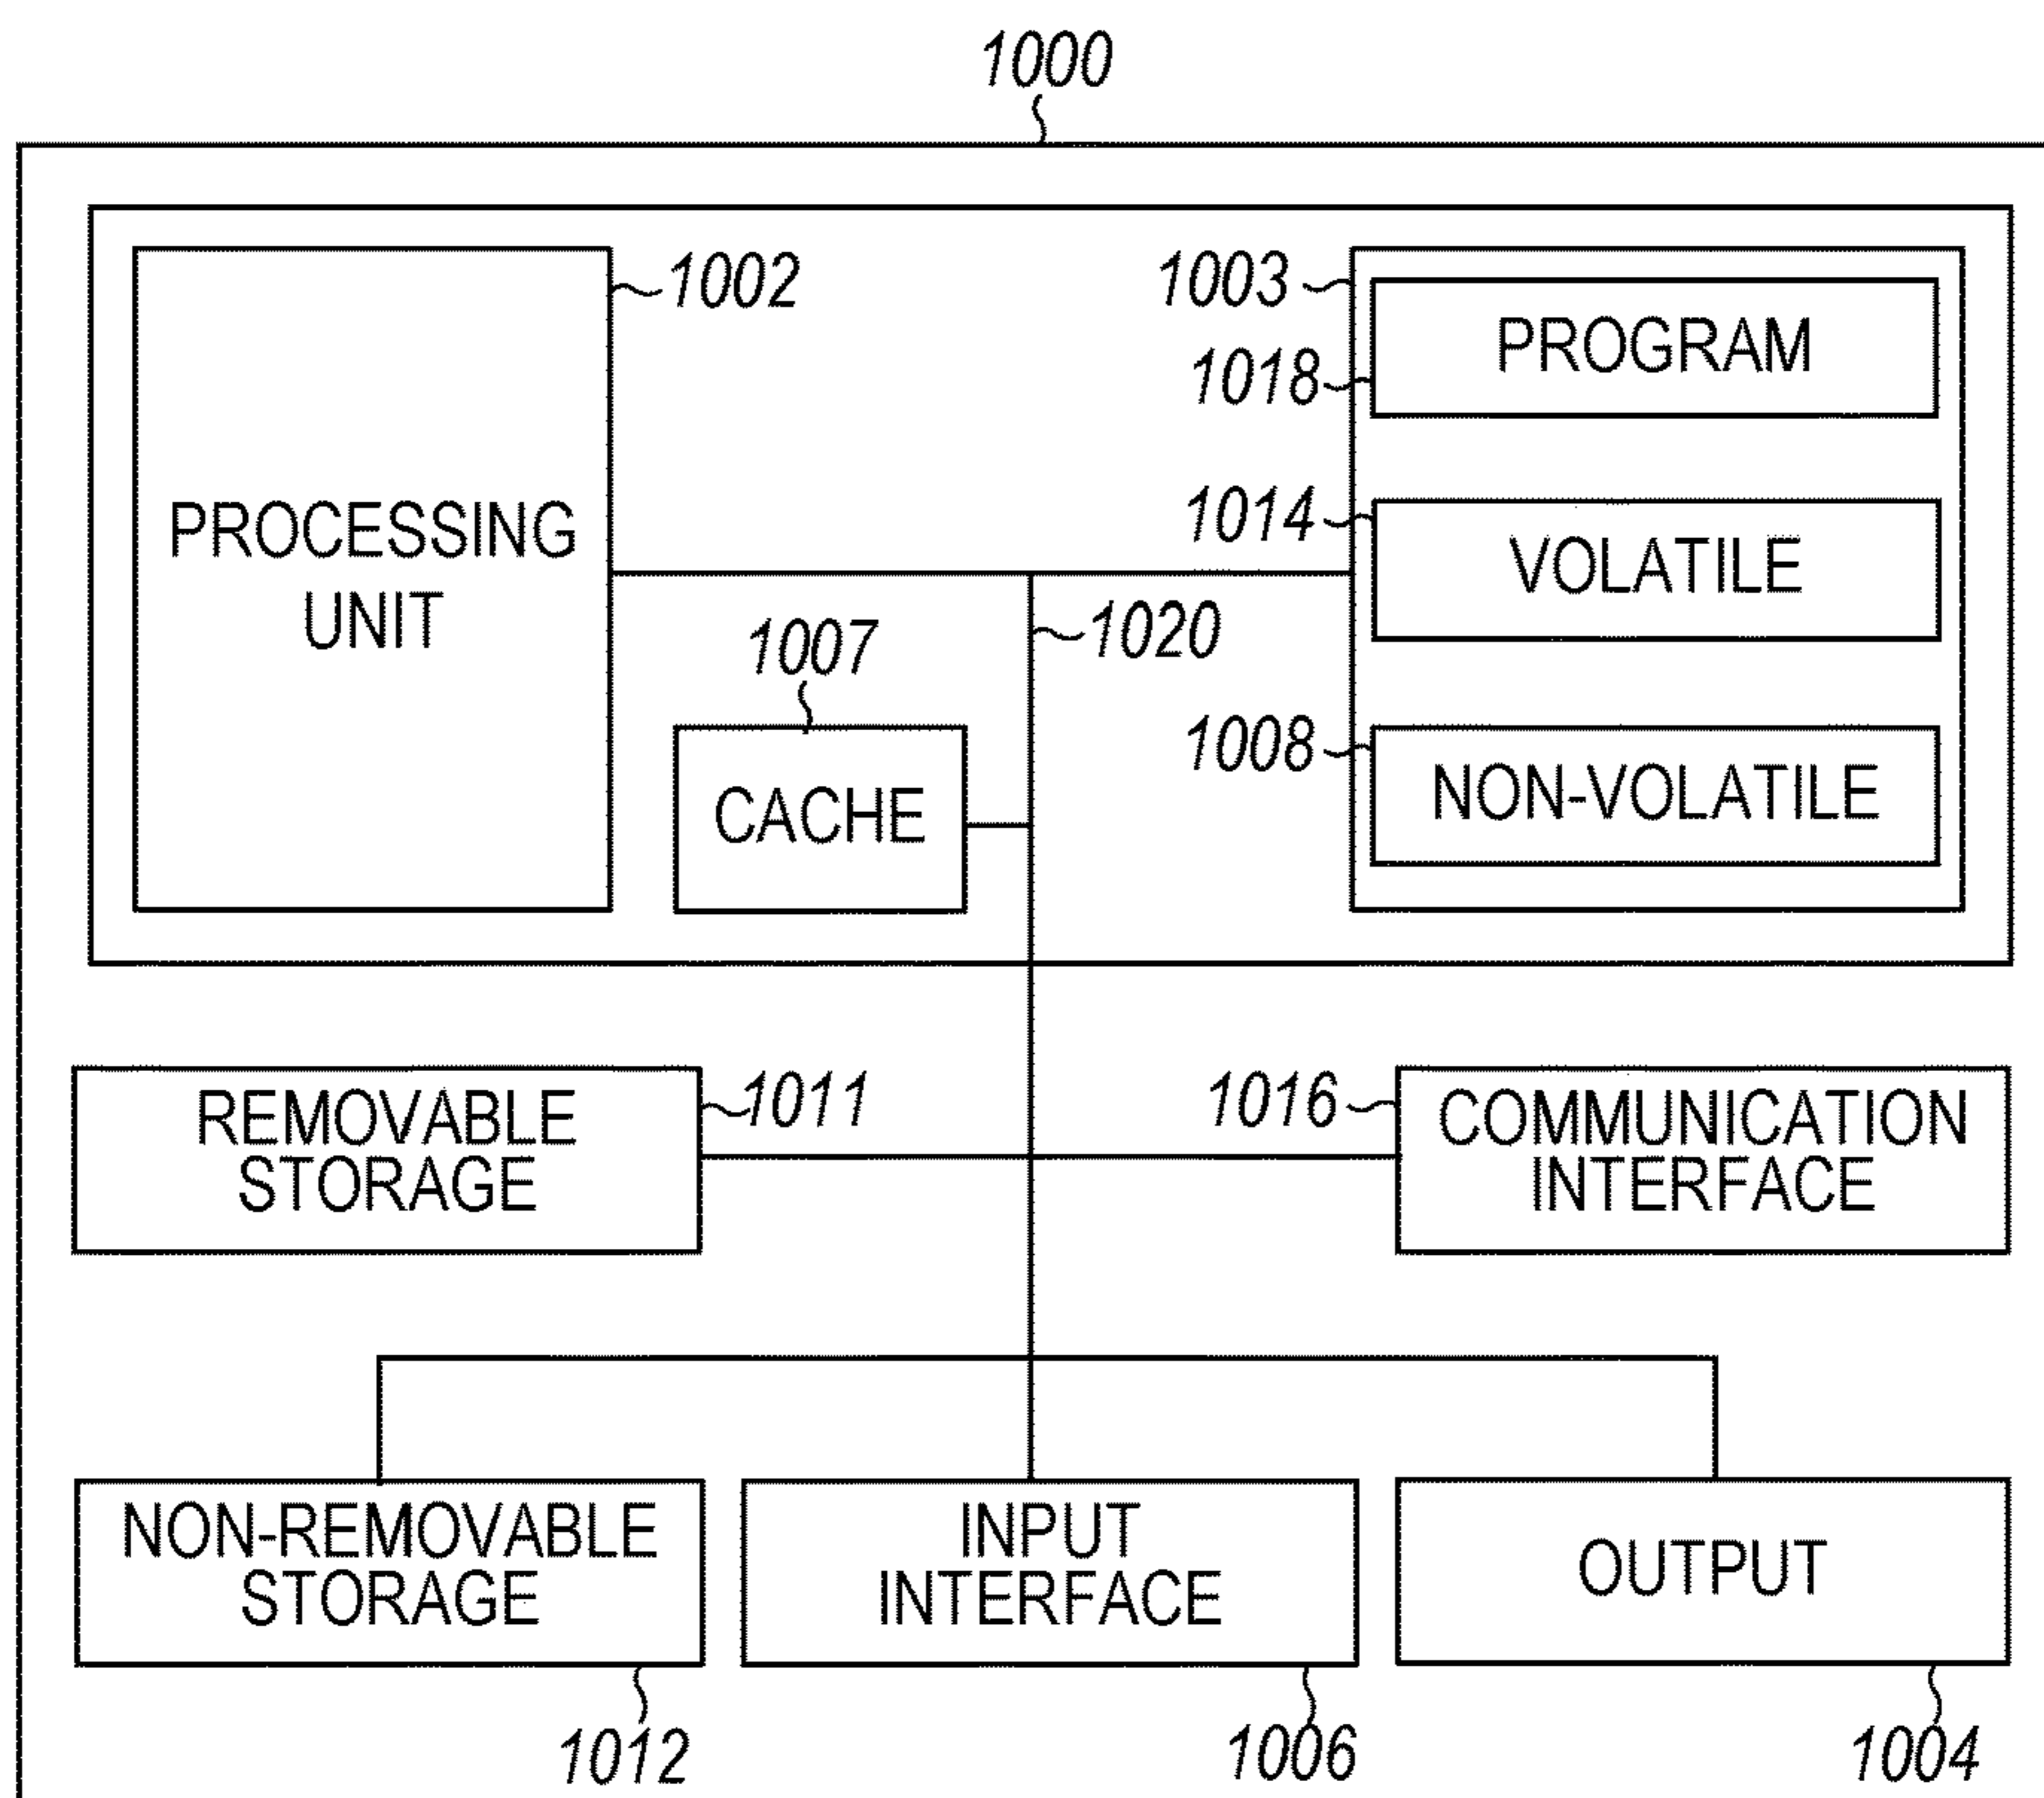 1000
1002
1003
PROGRAM
1018
PROCESSING
UNIT
1014
VOLATILE
1020
1007
1008
CACHE
NON-VOLATILE
REMOVABLE
STORAGE
1011
1016
COMMUNICATION
INTERFACE
NON-REMOVABLE
STORAGE
INPUT
INTERFACE
OUTPUT
1012
1006
1004